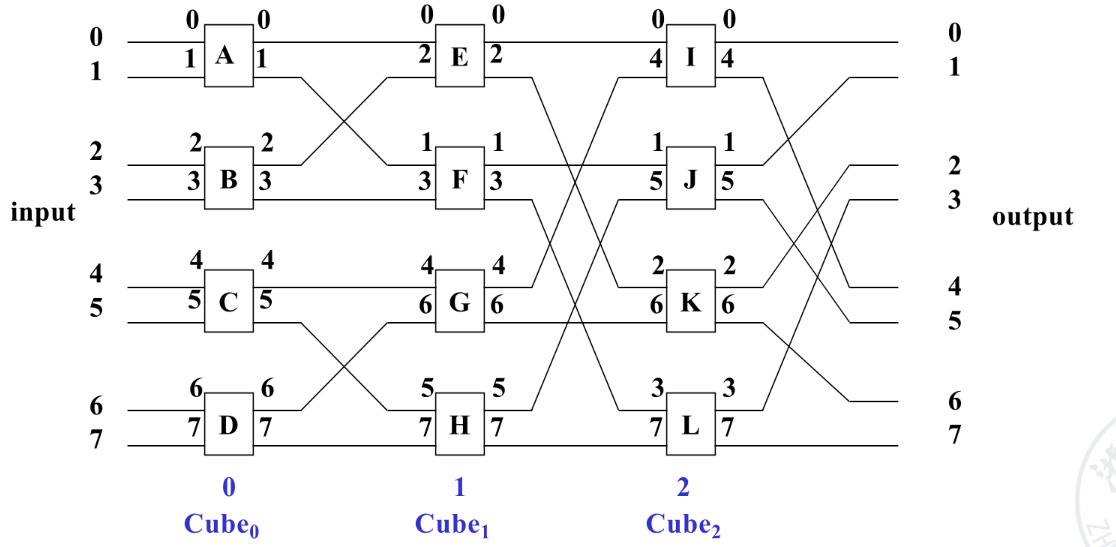 0 0 0 0 0 0 0 0
1 1 A 1 2 E 2 4 I 4 1
2 2 2 1 1 1 1 2
3 3 B 3 3 F 3 5 J 5 3
input output
4 4 4 4 4 2 2 4
5 5 C 5 6 G 6 6 K 6 5
6 6 6 5 5 3 3 6
7 7 D 7 7 H 7 7 L 7 7
0 1 2
Cube0 Cube1 Cube2